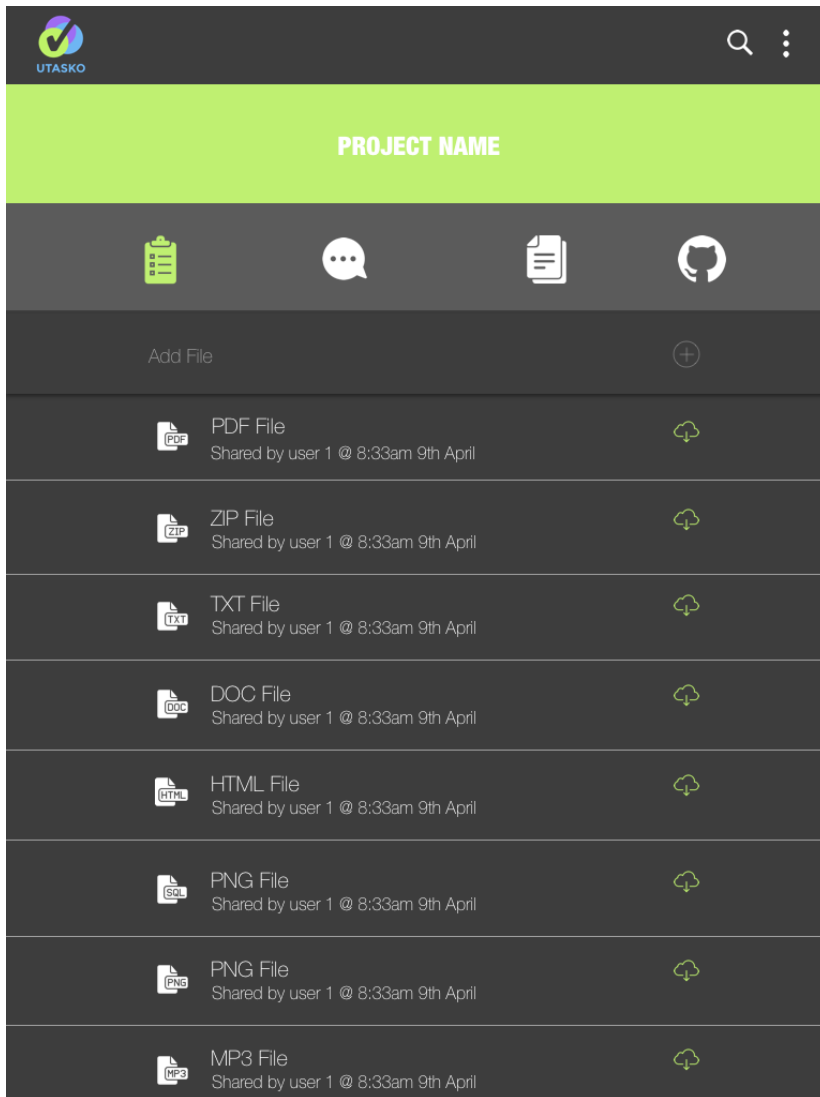 UTASKO
PROJECT NAME
Add File
PDF
PDF File
Shared by user 1 @ 8:33am 9th April
ZIP
ZIP File
Shared by user 1 @ 8:33am 9th April
TXT
TXT File
Shared by user 1 @ 8:33am 9th April
DOC
DOC File
Shared by user 1 @ 8:33am 9th April
HTML
HTML File
Shared by user 1 @ 8:33am 9th April
SQL
PNG File
Shared by user 1 @ 8:33am 9th April
PNG
PNG File
Shared by user 1 @ 8:33am 9th April
MP3
MP3 File
Shared by user 1 @ 8:33am 9th April